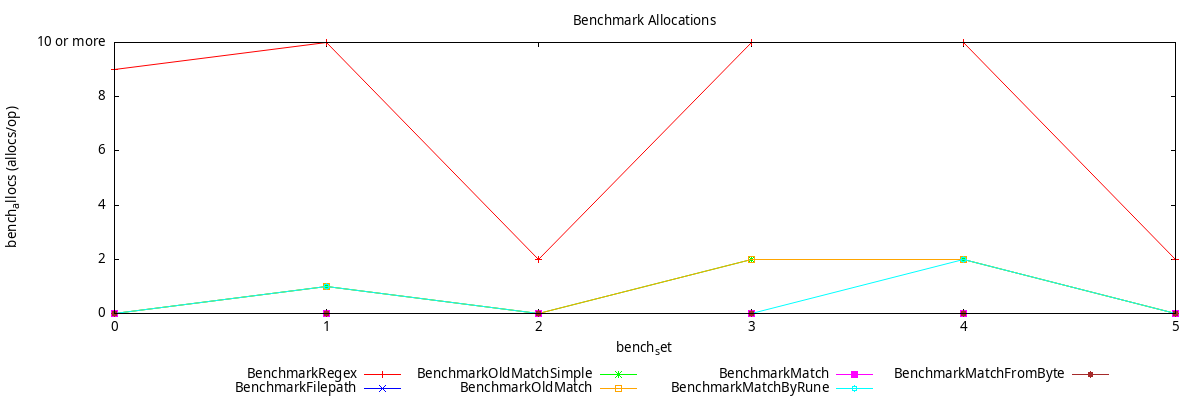 Benchmark Allocations
10 or more
8
6
4
2
0
bench_allocs (allocs/op)
0 1 2 3 4 5
bench_set
BenchmarkRegex BenchmarkOldMatchSimple BenchmarkMatch BenchmarkMatchFromByte
BenchmarkFilepath BenchmarkOldMatch BenchmarkMatchByRune